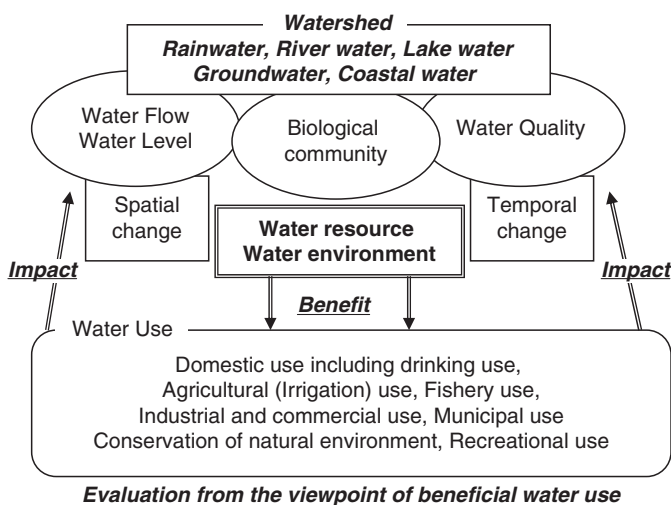 Watershed
Rainwater, River water, Lake water
Groundwater, Coastal water
Water Flow
Water Level
Biological
community
Water Quality
Spatial
change
Water resource
Water environment
Temporal
change
Impact
Benefit
Impact
Water Use
Domestic use including drinking use,
Agricultural (Irrigation) use, Fishery use,
Industrial and commercial use, Municipal use
Conservation of natural environment, Recreational use
Evaluation from the viewpoint of beneficial water use